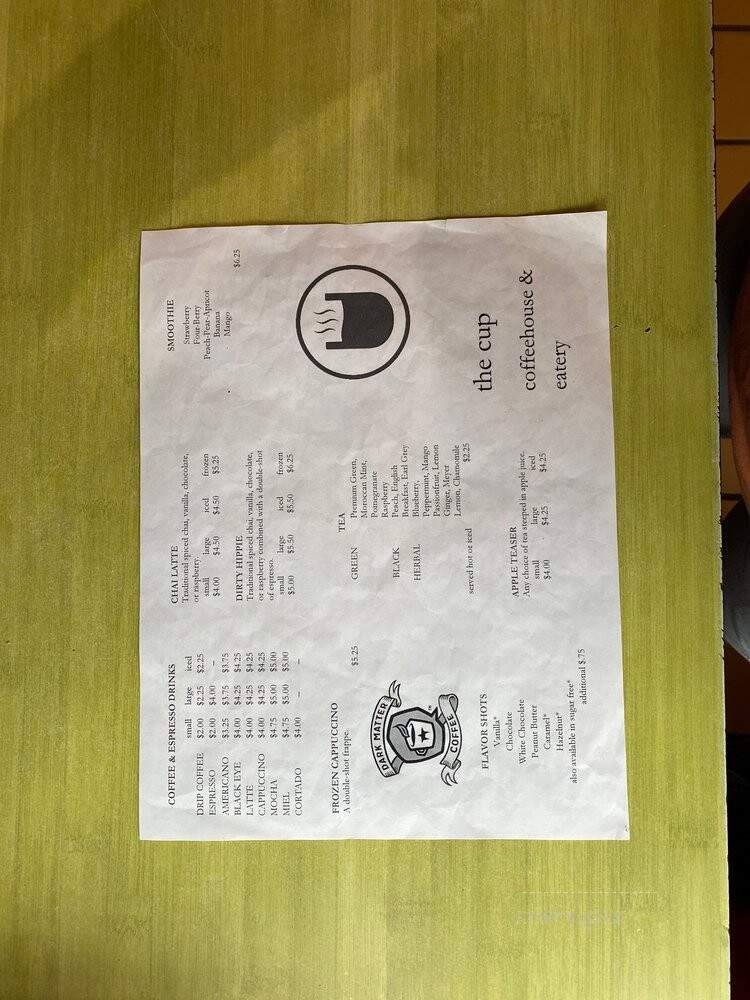 COFFEE & ESPRESSO DRINKS
small large iced
DRIP COFFEE $2.00 $2.25 $2.25
ESPRESSO $2.00 $4.00 –
AMERICANO $3.25 $3.75 $3.75
BLACK EYE $4.00 $4.25 $4.25
LATTE $4.00 $4.25 $4.25
CAPPUCCINO $4.00 $4.25 $4.25
MOCHA $4.75 $5.00 $5.00
MIEL $4.75 $5.00 $5.00
CORTADO $4.00 – –
FROZEN CAPPUCCINO
A double-shot frappe. $5.25
DARK MATTER
COFFEE
FLAVOR SHOTS
Vanilla*
Chocolate
White Chocolate
Peanut Butter
Caramel*
Hazelnut*
also available in sugar free*
additional $.75
CHAI LATTE
Traditional spiced chai, vanilla, chocolate,
or raspberry.
small large iced frozen
$4.00 $4.50 $4.50 $5.25
DIRTY HIPPIE
Traditional spiced chai, vanilla, chocolate,
or raspberry combined with a double-shot
of espresso.
small large iced frozen
$5.00 $5.50 $5.50 $6.25
TEA
GREEN Premium Green,
Moroccan Mint,
Pomegranate
Raspberry
BLACK Peach, English
Breakfast, Earl Grey
HERBAL Blueberry,
Peppermint, Mango
Passionfruit, Lemon
Ginger, Meyer
Lemon, Chamomile
served hot or iced $2.25
APPLE TEASER
Any choice of tea steeped in apple juice.
small large iced
$4.00 $4.25 $4.25
SMOOTHIE
Strawberry
Four-Berry
Peach-Pear-Apricot
Banana
Mango
$6.25
the cup
coffeehouse &
eatery